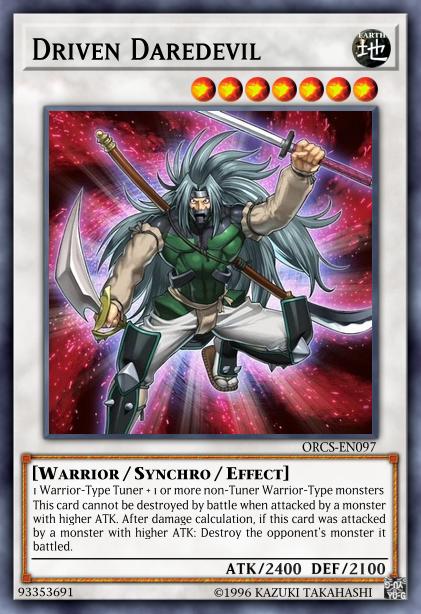 DRIVEN DAREDEVIL
EARTH
地
ORCS-EN097
[WARRIOR / SYNCHRO / EFFECT]
1 Warrior-Type Tuner + 1 or more non-Tuner Warrior-Type monsters
This card cannot be destroyed by battle when attacked by a monster
with higher ATK. After damage calculation, if this card was attacked
by a monster with higher ATK: Destroy the opponent's monster it
battled.
ATK/2400 DEF/2100
93353691 ©1996 KAZUKI TAKAHASHI